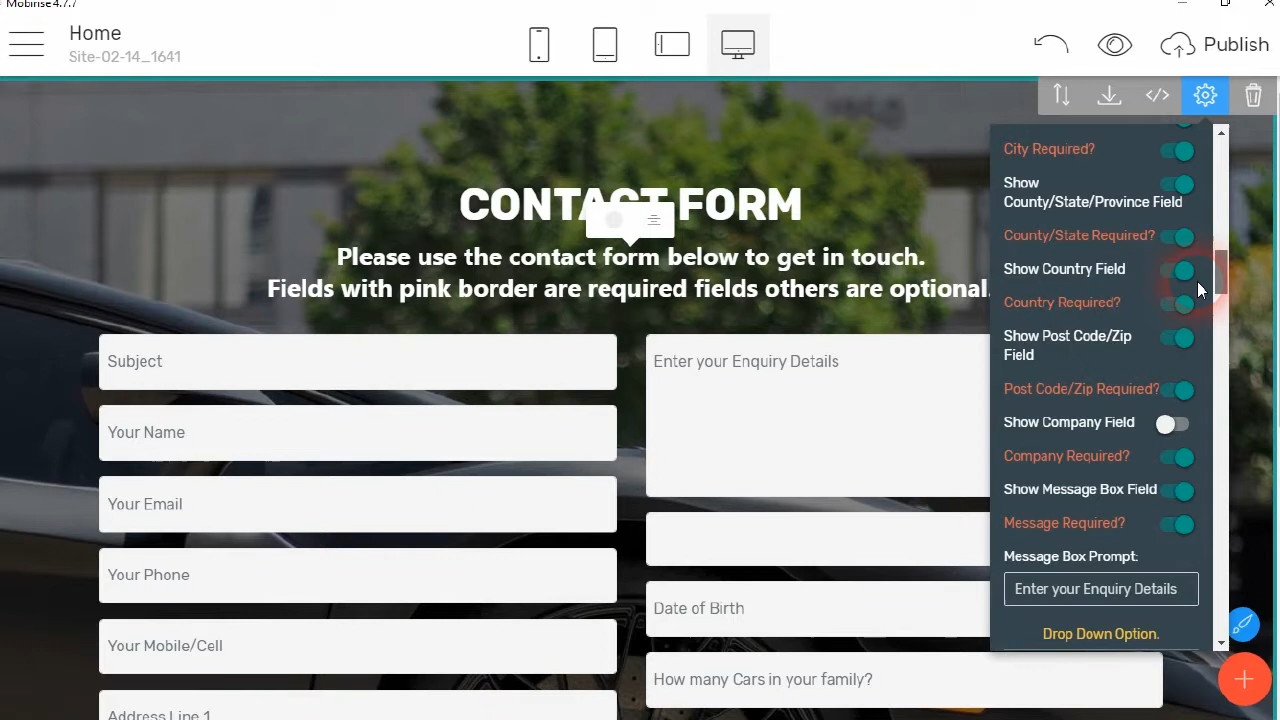 Mobirise 4.7.7
Home
Site-02-14_1641
Publish
</>
CONTACT FORM
Please use the contact form below to get in touch.
Fields with pink border are required fields others are optional.
Subject
Your Name
Your Email
Your Phone
Your Mobile/Cell
Address Line 1
Enter your Enquiry Details
Date of Birth
How many Cars in your family?
City Required?
Show
County/State/Province Field
County/State Required?
Show Country Field
Country Required?
Show Post Code/Zip
Field
Post Code/Zip Required?
Show Company Field
Company Required?
Show Message Box Field
Message Required?
Message Box Prompt:
Enter your Enquiry Details
Drop Down Option.